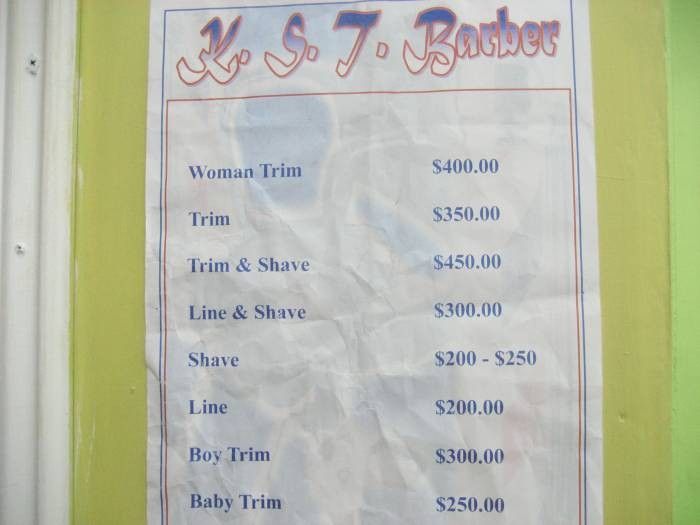 K. S. T. Barber
Woman Trim $400.00
Trim $350.00
Trim & Shave $450.00
Line & Shave $300.00
Shave $200 - $250
Line $200.00
Boy Trim $300.00
Baby Trim $250.00